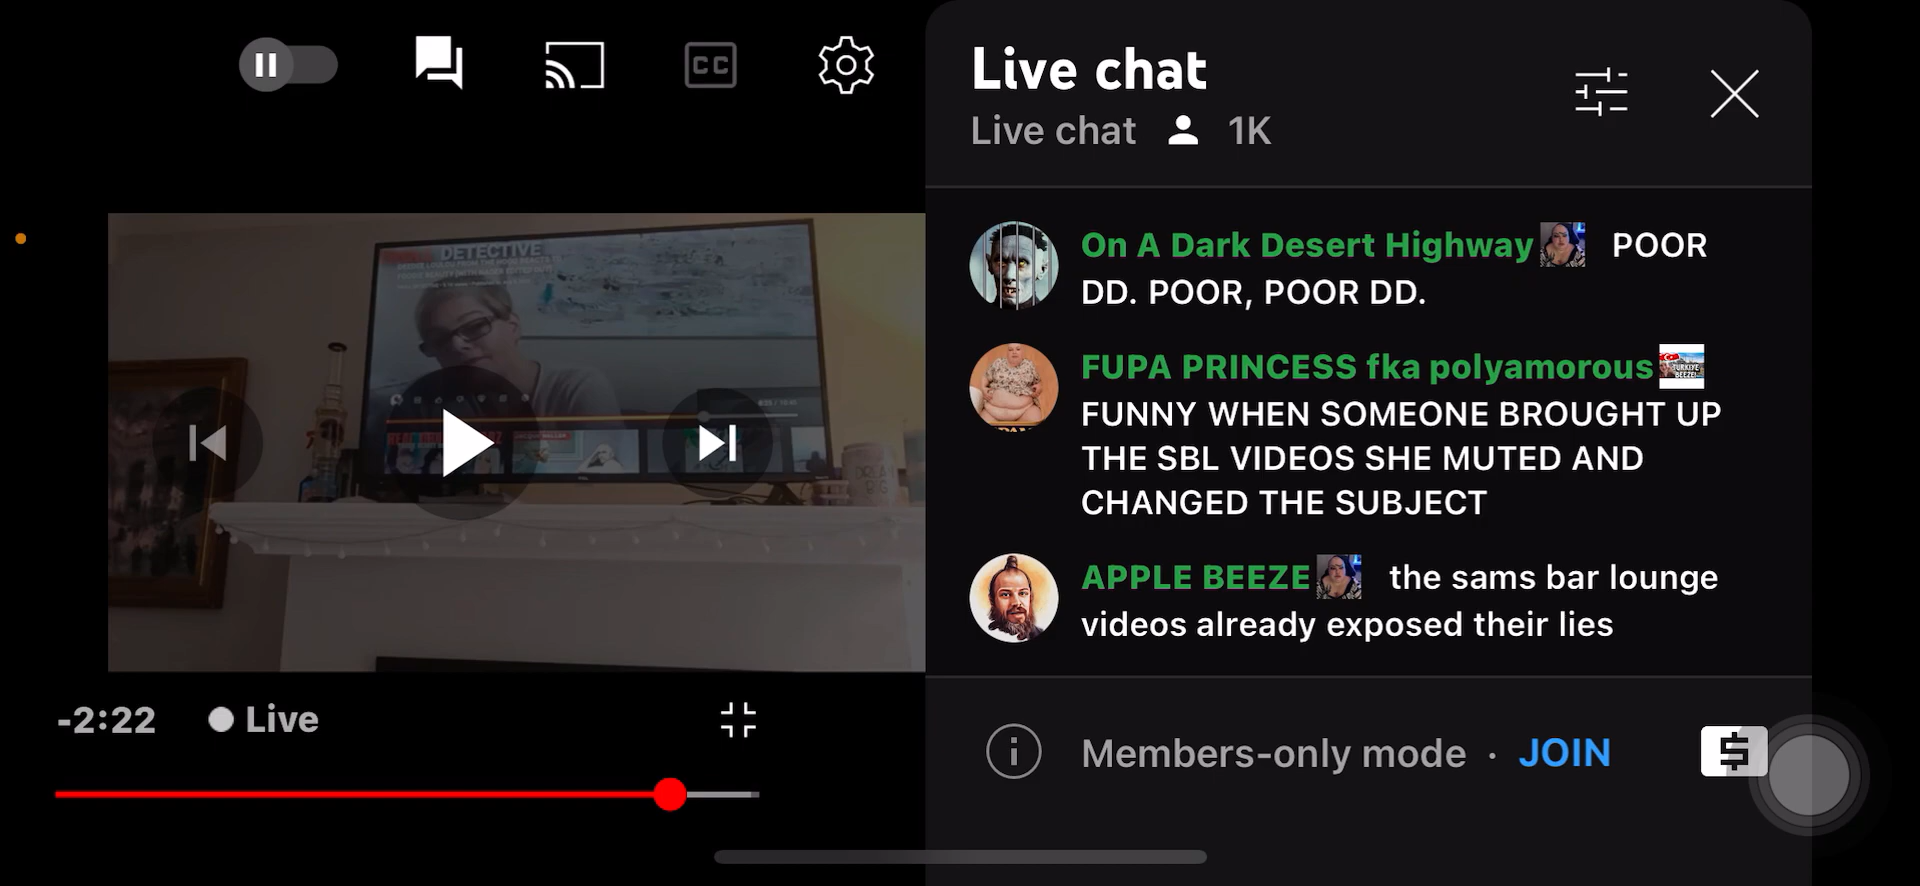 CC
Live chat
Live chat 1K
DETECTIVE
On A Dark Desert Highway POOR
DD. POOR, POOR DD.
FUPA PRINCESS fka polyamorous
FUNNY WHEN SOMEONE BROUGHT UP
THE SBL VIDEOS SHE MUTED AND
CHANGED THE SUBJECT
APPLE BEEZE the sams bar lounge
videos already exposed their lies
-2:22 Live
Members-only mode · JOIN
$